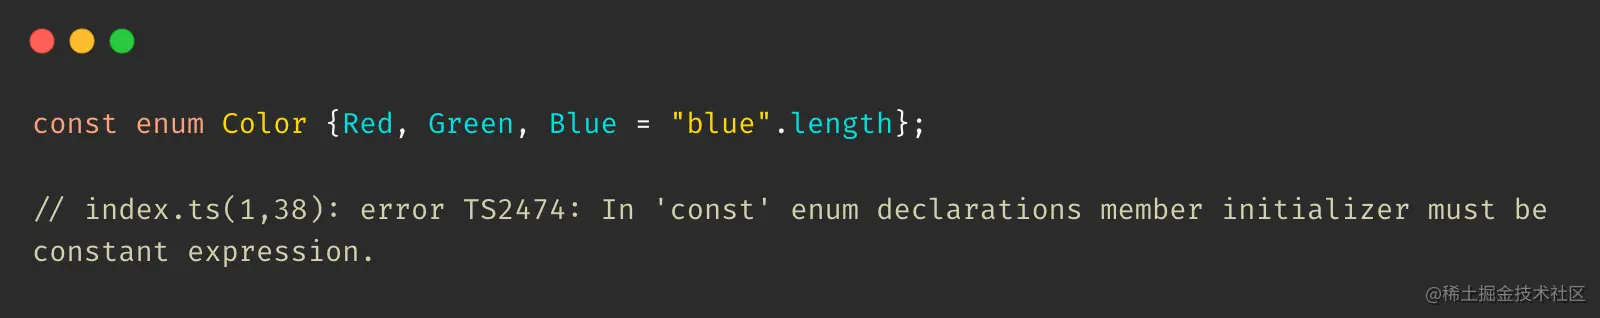 const enum Color {Red, Green, Blue = "blue".length};
// index.ts(1,38): error TS2474: In 'const' enum declarations member initializer must be
constant expression.
@稀土掘金技术社区